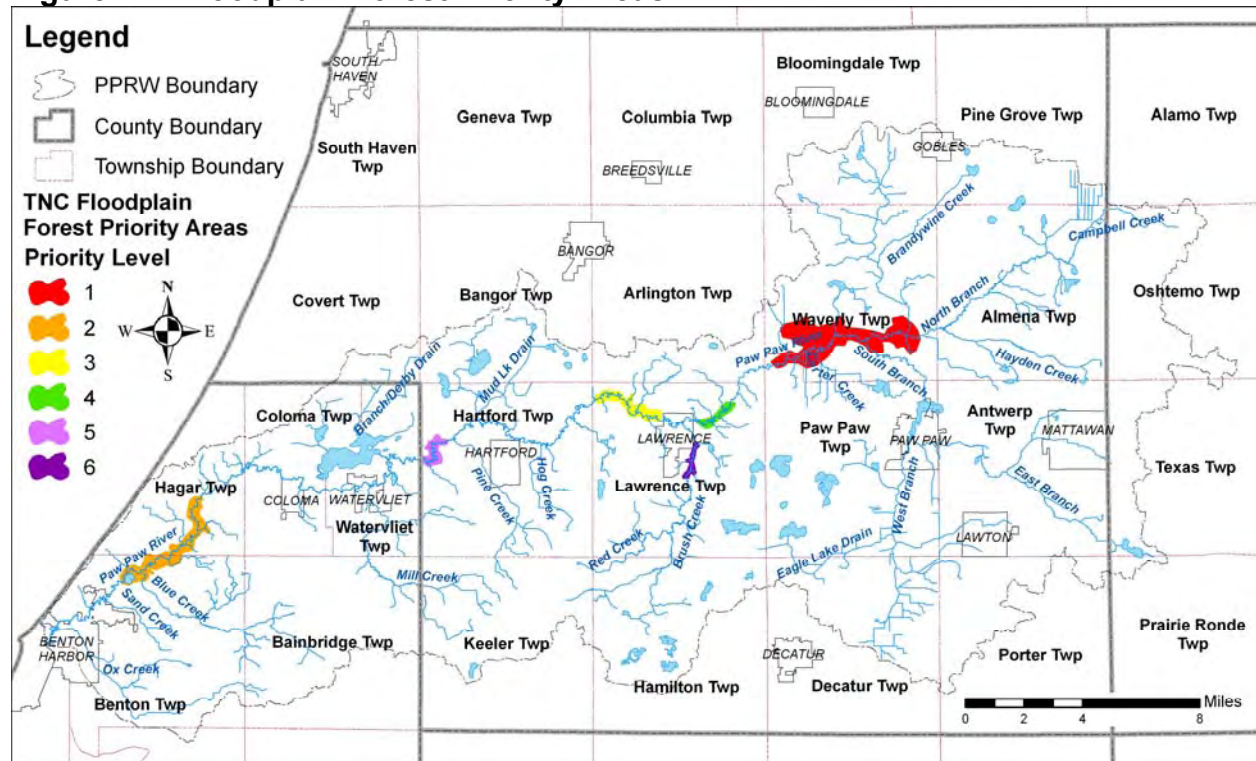 Legend
PPRW Boundary
County Boundary
Township Boundary
TNC Floodplain
Forest Priority Areas
Priority Level
1
2
3
4
5
6
N
W
E
S
SOUTH
HAVEN
South Haven
Twp
Geneva Twp
Columbia Twp
BREEDSVILLE
Bloomingdale Twp
BLOOMINGDALE
Pine Grove Twp
GOBLES
Alamo Twp
Campbell Creek
Brandywine Creek
BANGOR
Covert Twp
Bangor Twp
Arlington Twp
Waverly Twp
North Branch
Almena Twp
Oshtemo Twp
Paw Paw
South Branch
Hayden Creek
Branch/Derby Drain
Mud Lk Drain
Coloma Twp
Hartford Twp
HARTFORD
LAWRENCE
Lawrence Twp
Paw Paw
Twp
PAW PAW
Antwerp
Twp
MATTAWAN
Texas Twp
East Branch
West Branch
LAWTON
Hagar Twp
COLOMA
WATERVLIET
Watervliet
Twp
Pine Creek
Hog Creek
Red Creek
Brush Creek
Eagle Lake Drain
Paw Paw River
Blue Creek
Sand Creek
Mill Creek
BENTON
HARBOR
Ox Creek
Benton Twp
Bainbridge Twp
Keeler Twp
Hamilton Twp
DECATUR
Decatur Twp
Porter Twp
Prairie Ronde
Twp
Miles
0 2 4 8